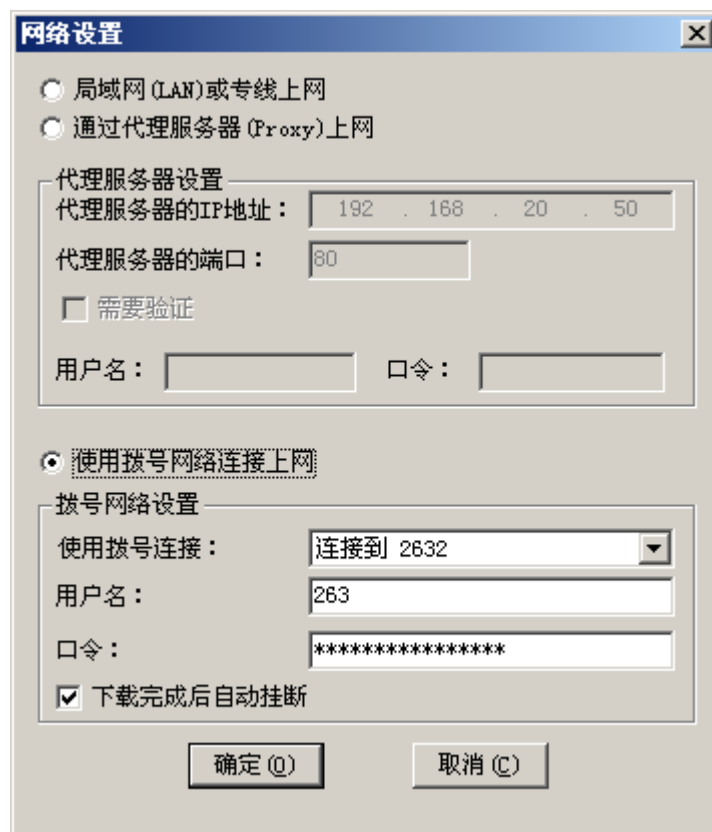 网络设置
局域网(LAN)或专线上网
通过代理服务器(Proxy)上网
代理服务器设置
代理服务器的IP地址： 192 . 168 . 20 . 50
代理服务器的端口： 80
需要验证
用户名： 口令：
使用拨号网络连接上网
拨号网络设置
使用拨号连接： 连接到 2632
用户名： 263
口令： ****************
下载完成后自动挂断
确定(O) 取消(C)